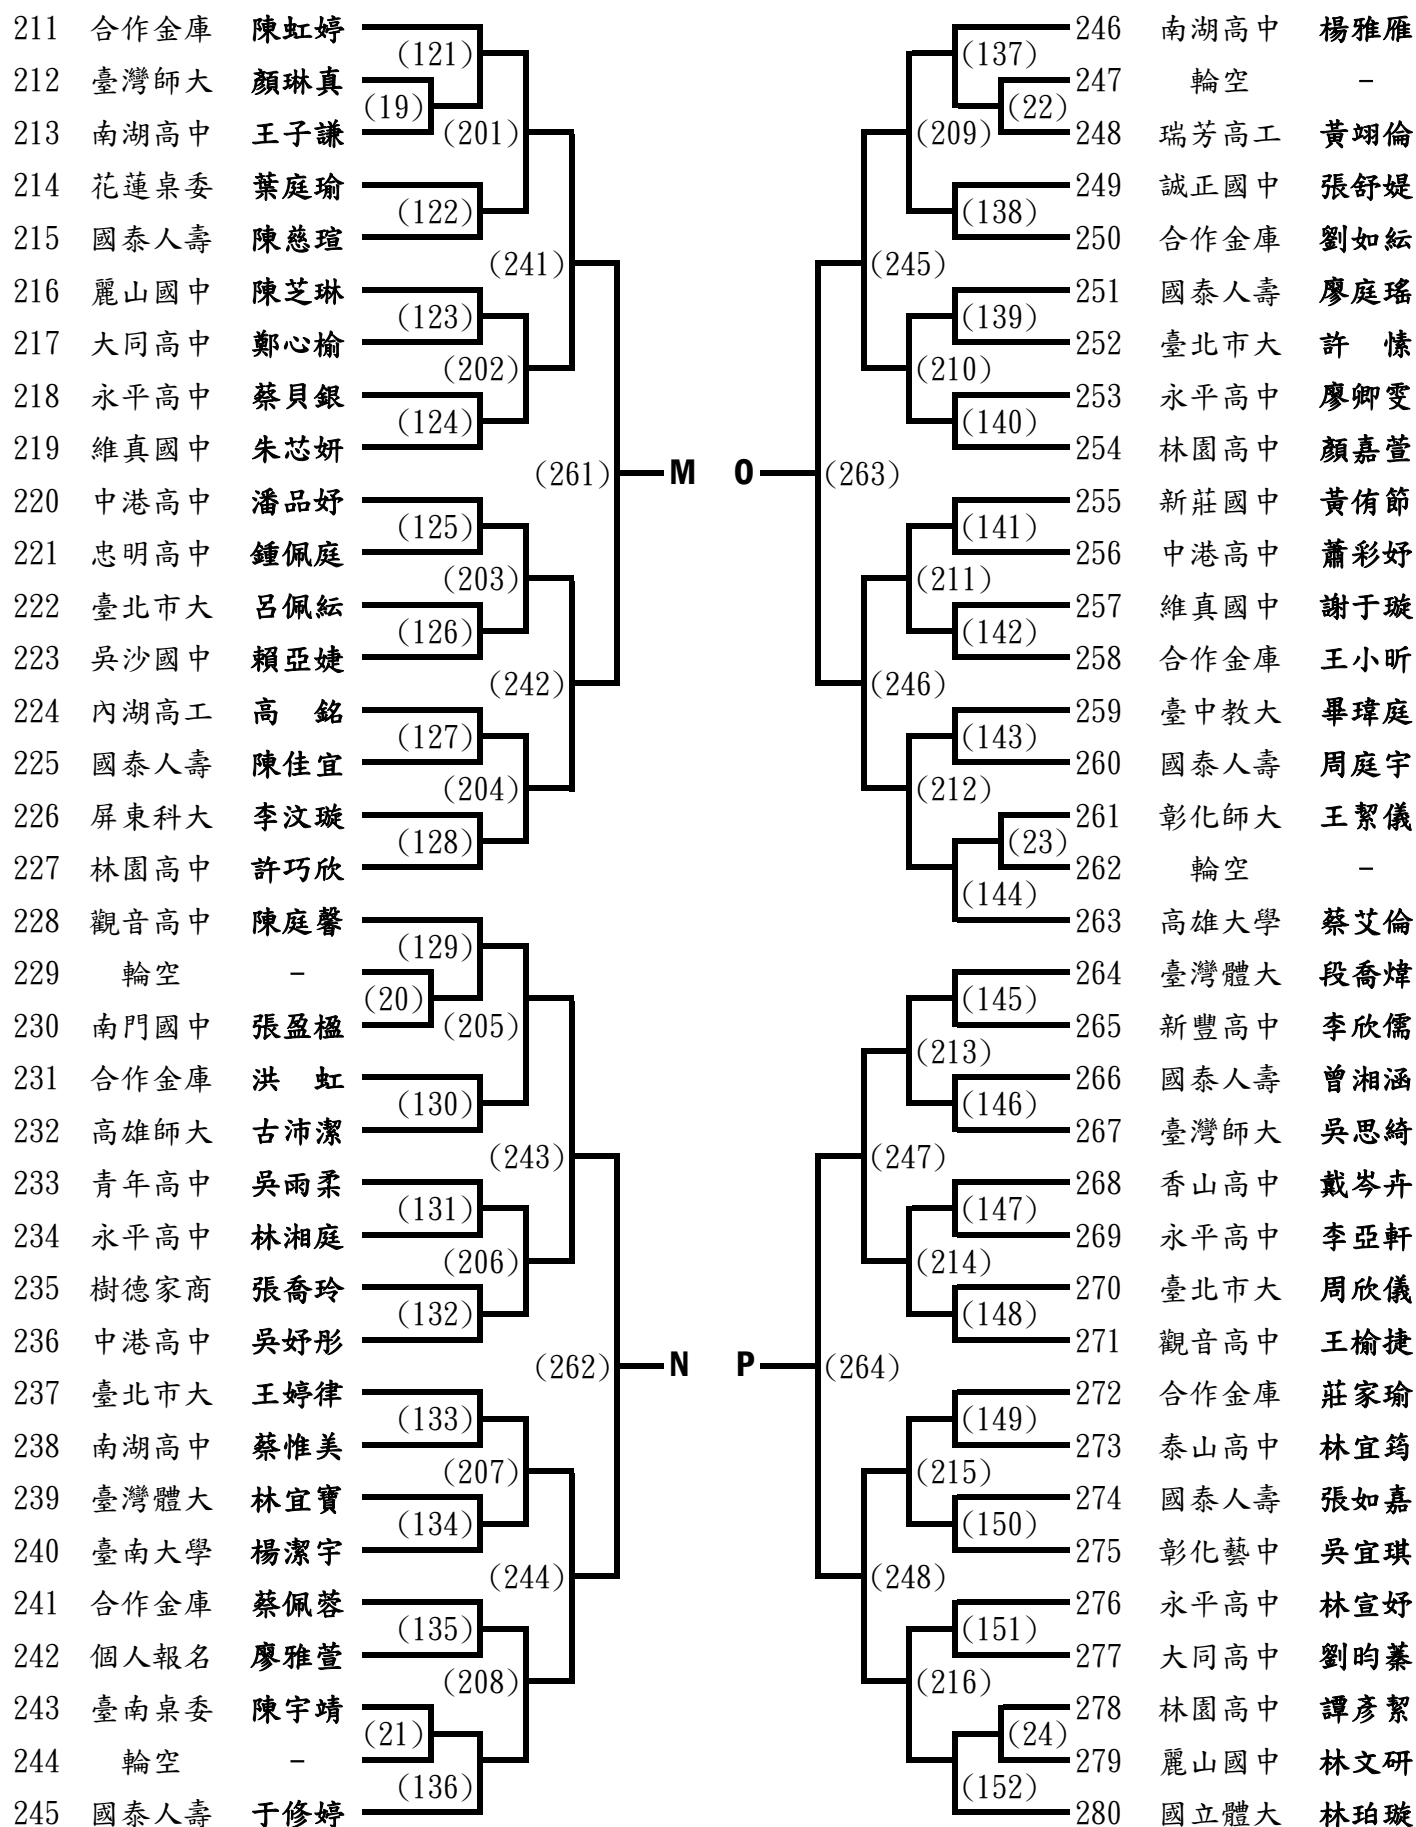 211 合作金庫 陳虹婷
(121)
212 臺灣師大 顏琳真
(19)
213 南湖高中 王子謙
(201)
214 花蓮桌委 葉庭瑜
(122)
215 國泰人壽 陳慈瑄
(241)
216 麗山國中 陳芝琳
(123)
217 大同高中 鄭心榆
(202)
218 永平高中 蔡貝銀
(124)
219 維真國中 朱芯妍
(261) M
220 中港高中 潘品妤
(125)
221 忠明高中 鍾佩庭
(203)
222 臺北市大 呂佩紜
(126)
223 吳沙國中 賴亞婕
(242)
224 內湖高工 高 銘
(127)
225 國泰人壽 陳佳宜
(204)
226 屏東科大 李汶璇
(128)
227 林園高中 許巧欣
228 觀音高中 陳庭馨
(129)
229 輪空 -
(20)
230 南門國中 張盈楹
(205)
231 合作金庫 洪 虹
(130)
232 高雄師大 古沛潔
(243)
233 青年高中 吳雨柔
(131)
234 永平高中 林湘庭
(206)
235 樹德家商 張喬玲
(132)
236 中港高中 吳妤彤
(262) N
237 臺北市大 王婷律
(133)
238 南湖高中 蔡惟美
(207)
239 臺灣體大 林宜寶
(134)
240 臺南大學 楊潔宇
(244)
241 合作金庫 蔡佩蓉
(135)
242 個人報名 廖雅萱
(208)
243 臺南桌委 陳宇靖
(21)
244 輪空 -
(136)
245 國泰人壽 于修婷
246 南湖高中 楊雅雁
(137)
247 輪空 -
(22)
248 瑞芳高工 黃翊倫
(209)
249 誠正國中 張舒媞
(138)
250 合作金庫 劉如紜
(245)
251 國泰人壽 廖庭瑤
(139)
252 臺北市大 許 愫
(210)
253 永平高中 廖卿雯
(140)
254 林園高中 顏嘉萱
O (263)
255 新莊國中 黃侑節
(141)
256 中港高中 蕭彩妤
(211)
257 維真國中 謝于璇
(142)
258 合作金庫 王小昕
(246)
259 臺中教大 畢瑋庭
(143)
260 國泰人壽 周庭宇
(212)
261 彰化師大 王絜儀
(23)
262 輪空 -
(144)
263 高雄大學 蔡艾倫
264 臺灣體大 段喬煒
(145)
265 新豐高中 李欣儒
(213)
266 國泰人壽 曾湘涵
(146)
267 臺灣師大 吳思綺
(247)
268 香山高中 戴岑卉
(147)
269 永平高中 李亞軒
(214)
270 臺北市大 周欣儀
(148)
271 觀音高中 王榆捷
P (264)
272 合作金庫 莊家瑜
(149)
273 泰山高中 林宜筠
(215)
274 國泰人壽 張如嘉
(150)
275 彰化藝中 吳宜琪
(248)
276 永平高中 林宣妤
(151)
277 大同高中 劉昀蓁
(216)
278 林園高中 譚彥絜
(24)
279 麗山國中 林文研
(152)
280 國立體大 林珀璇